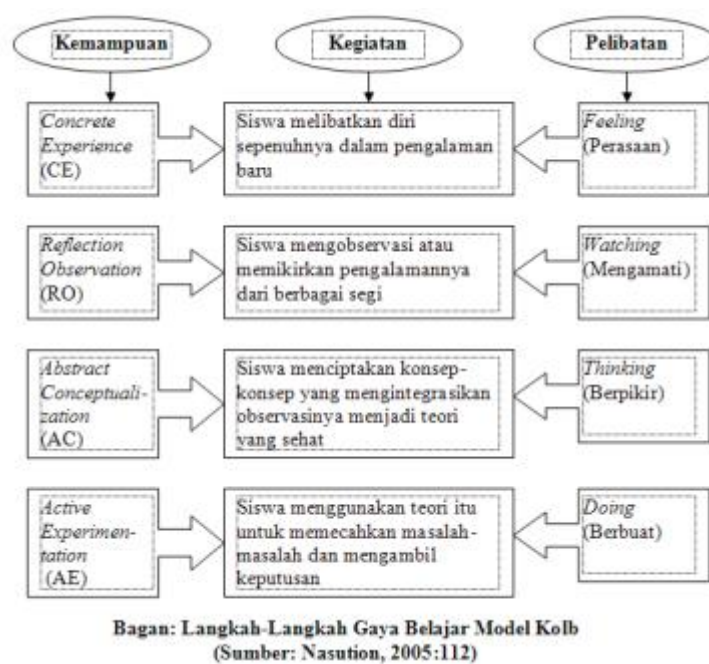 Kemampuan
Kegiatan
Pelibatan
Concrete
Experience
(CE)
Siswa melibatkan diri
sepenuhnya dalam pengalaman
baru
Feeling
(Perasaan)
Reflection
Observation
(RO)
Siswa mengobservasi atau
memikirkan pengalamannya
dari berbagai segi
Watching
(Mengamati)
Abstract
Conceptuali-
zation
(AC)
Siswa menciptakan konsep-
konsep yang mengintegrasikan
observasinya menjadi teori
yang sehat
Thinking
(Berpikir)
Active
Experimen-
tation
(AE)
Siswa menggunakan teori itu
untuk memecahkan masalah-
masalah dan mengambil
keputusan
Doing
(Berbuat)
Bagan: Langkah-Langkah Gaya Belajar Model Kolb
(Sumber: Nasution, 2005:112)